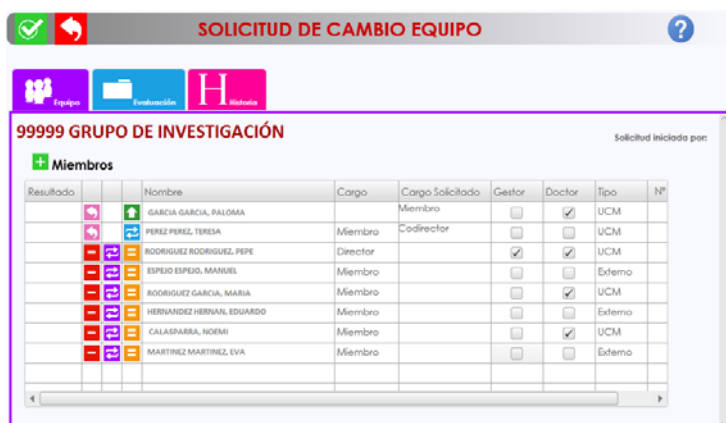 SOLICITUD DE CAMBIO EQUIPO
?
Equipo
Evaluación
H Historia
99999 GRUPO DE INVESTIGACIÓN
Solicitud iniciada por:
Miembros
Resultado Nombre Cargo Cargo Solicitado Gestor Doctor Tipo Nº
GARCIA GARCIA, PALOMA Miembro UCM
PEREZ PEREZ, TERESA Miembro Codirector UCM
RODRIGUEZ RODRIGUEZ, PEPE Director UCM
ESPEJO ESPEJO, MANUEL Miembro Externo
RODRIGUEZ GARCIA, MARIA Miembro UCM
HERNANDEZ HERNAN, EDUARDO Miembro Externo
CALASPARRA, NOEMI Miembro UCM
MARTINEZ MARTINEZ, EVA Miembro Externo